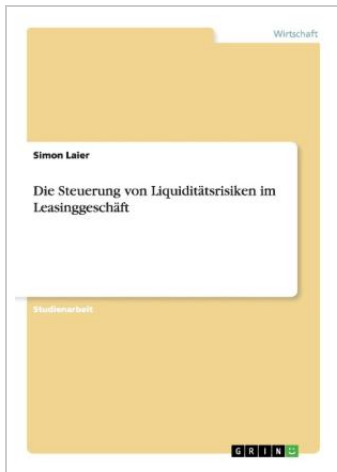 Wirtschaft
Simon Laier
Die Steuerung von Liquiditätsrisiken im
Leasinggeschäft
Studienarbeit
GRIN